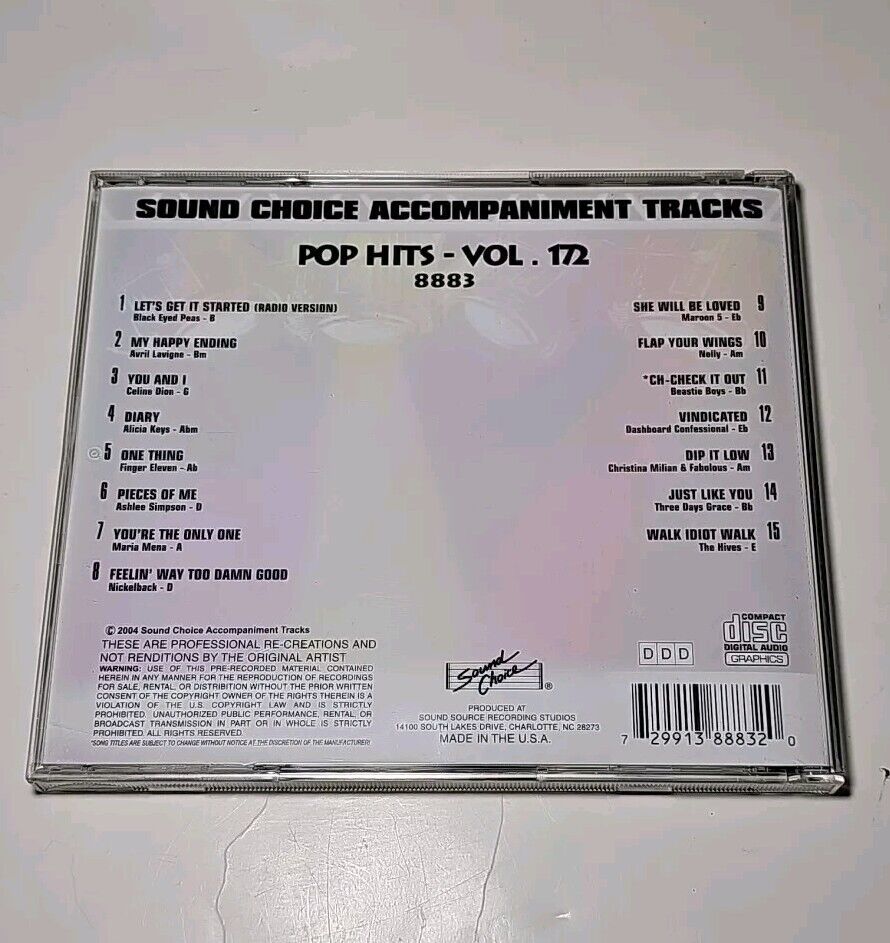 SOUND CHOICE ACCOMPANIMENT TRACKS
POP HITS - VOL. 172
8883
1 LET'S GET IT STARTED (RADIO VERSION)
Black Eyed Peas - B
2 MY HAPPY ENDING
Avril Lavigne - Bm
3 YOU AND I
Celine Dion - G
4 DIARY
Alicia Keys - Abm
5 ONE THING
Finger Eleven - Ab
6 PIECES OF ME
Ashlee Simpson - D
7 YOU'RE THE ONLY ONE
Maria Mena - A
8 FEELIN' WAY TOO DAMN GOOD
Nickelback - D
SHE WILL BE LOVED 9
Maroon 5 - Eb
FLAP YOUR WINGS 10
Nelly - Am
*CH-CHECK IT OUT 11
Beastie Boys - Bb
VINDICATED 12
Dashboard Confessional - Eb
DIP IT LOW 13
Christina Milian & Fabolous - Am
JUST LIKE YOU 14
Three Days Grace - Bb
WALK IDIOT WALK 15
The Hives - E
© 2004 Sound Choice Accompaniment Tracks
THESE ARE PROFESSIONAL RE-CREATIONS AND
NOT RENDITIONS BY THE ORIGINAL ARTIST
WARNING: USE OF THIS PRE-RECORDED MATERIAL CONTAINED
HEREIN IN ANY MANNER FOR THE REPRODUCTION OF RECORDINGS
FOR SALE, RENTAL, OR DISTRIBUTION WITHOUT THE PRIOR WRITTEN
CONSENT OF THE COPYRIGHT OWNER OF THE RIGHTS THEREIN IS A
VIOLATION OF THE U.S. COPYRIGHT LAW AND IS STRICTLY
PROHIBITED. UNAUTHORIZED PUBLIC PERFORMANCE, RENTAL, OR
BROADCAST TRANSMISSION IN PART OR IN WHOLE IS STRICTLY
PROHIBITED. ALL RIGHTS RESERVED.
*SONG TITLES ARE SUBJECT TO CHANGE WITHOUT NOTICE AT THE DISCRETION OF THE MANUFACTURER!
Sound
Choice ®
PRODUCED AT
SOUND SOURCE RECORDING STUDIOS
14100 SOUTH LAKES DRIVE, CHARLOTTE, NC 28273
MADE IN THE U.S.A.
DDD
COMPACT
disc
DIGITAL AUDIO
GRAPHICS
7 29913 88832 0